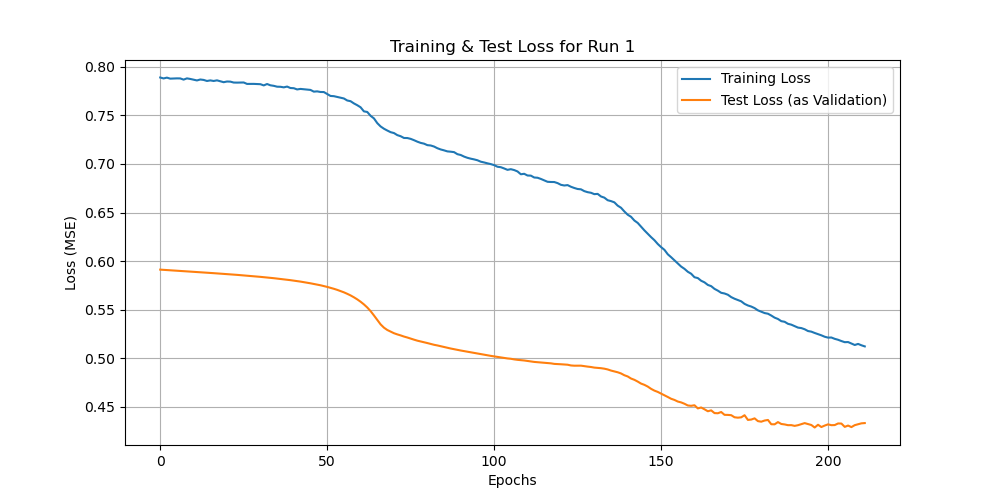 Training & Test Loss for Run 1
Training Loss
Test Loss (as Validation)
Loss (MSE)
0.80
0.75
0.70
0.65
0.60
0.55
0.50
0.45
0 50 100 150 200
Epochs